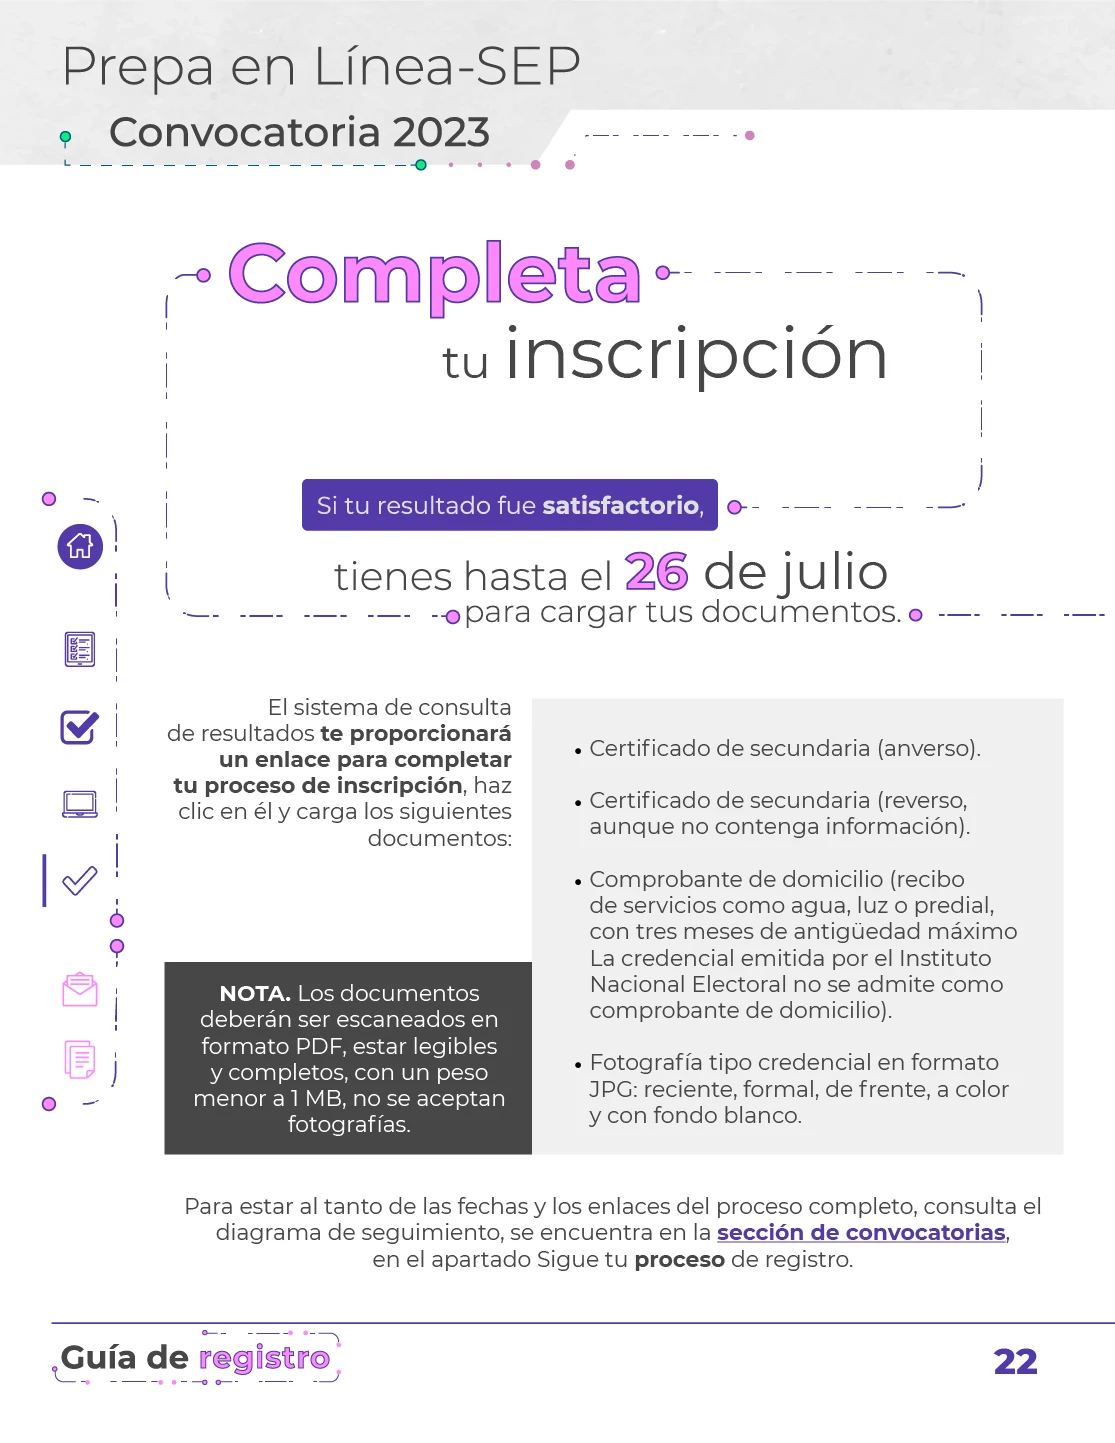 Prepa en Línea-SEP
Convocatoria 2023
Completa
tu inscripción
Si tu resultado fue satisfactorio,
tienes hasta el 26 de julio
para cargar tus documentos.
El sistema de consulta
de resultados te proporcionará
un enlace para completar
tu proceso de inscripción, haz
clic en él y carga los siguientes
documentos:
NOTA. Los documentos
deberán ser escaneados en
formato PDF, estar legibles
y completos, con un peso
menor a 1 MB, no se aceptan
fotografías.
• Certificado de secundaria (anverso).
• Certificado de secundaria (reverso,
aunque no contenga información).
• Comprobante de domicilio (recibo
de servicios como agua, luz o predial,
con tres meses de antigüedad máximo
La credencial emitida por el Instituto
Nacional Electoral no se admite como
comprobante de domicilio).
• Fotografía tipo credencial en formato
JPG: reciente, formal, de frente, a color
y con fondo blanco.
Para estar al tanto de las fechas y los enlaces del proceso completo, consulta el
diagrama de seguimiento, se encuentra en la sección de convocatorias,
en el apartado Sigue tu proceso de registro.
Guía de registro
22